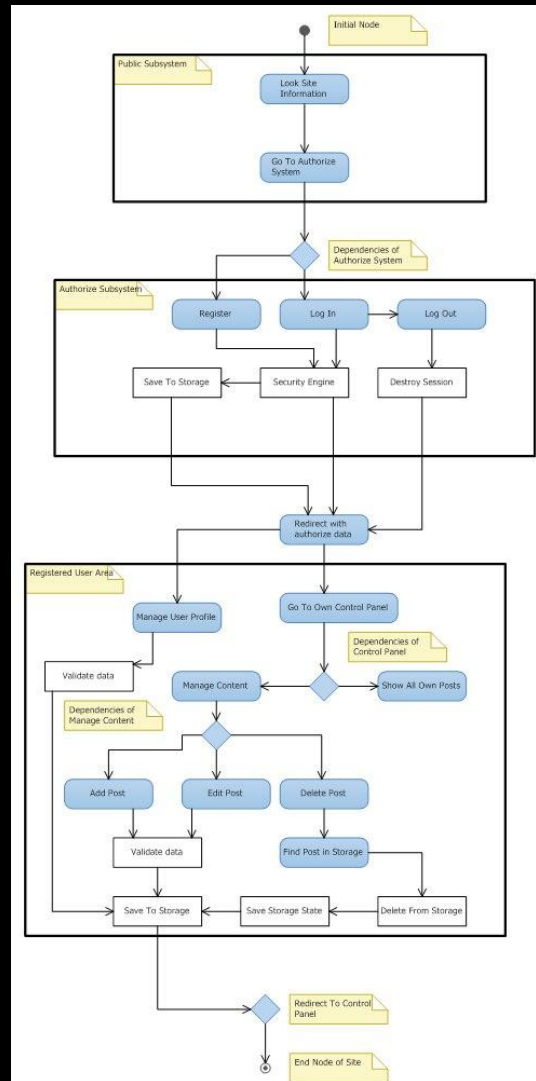 Initial Node
Public Subsystem
Look Site
Information
Go To Authorize
System
Dependencies of
Authorize System
Authorize Subsystem
Register
Log In
Log Out
Save To Storage
Security Engine
Destroy Session
Redirect with
authorize data
Registered User Area
Manage User Profile
Go To Own Control Panel
Dependencies of
Control Panel
Validate data
Manage Content
Show All Own Posts
Dependencies of
Manage Content
Add Post
Edit Post
Delete Post
Validate data
Find Post in Storage
Save To Storage
Save Storage State
Delete From Storage
Redirect To Control
Panel
End Node of Site